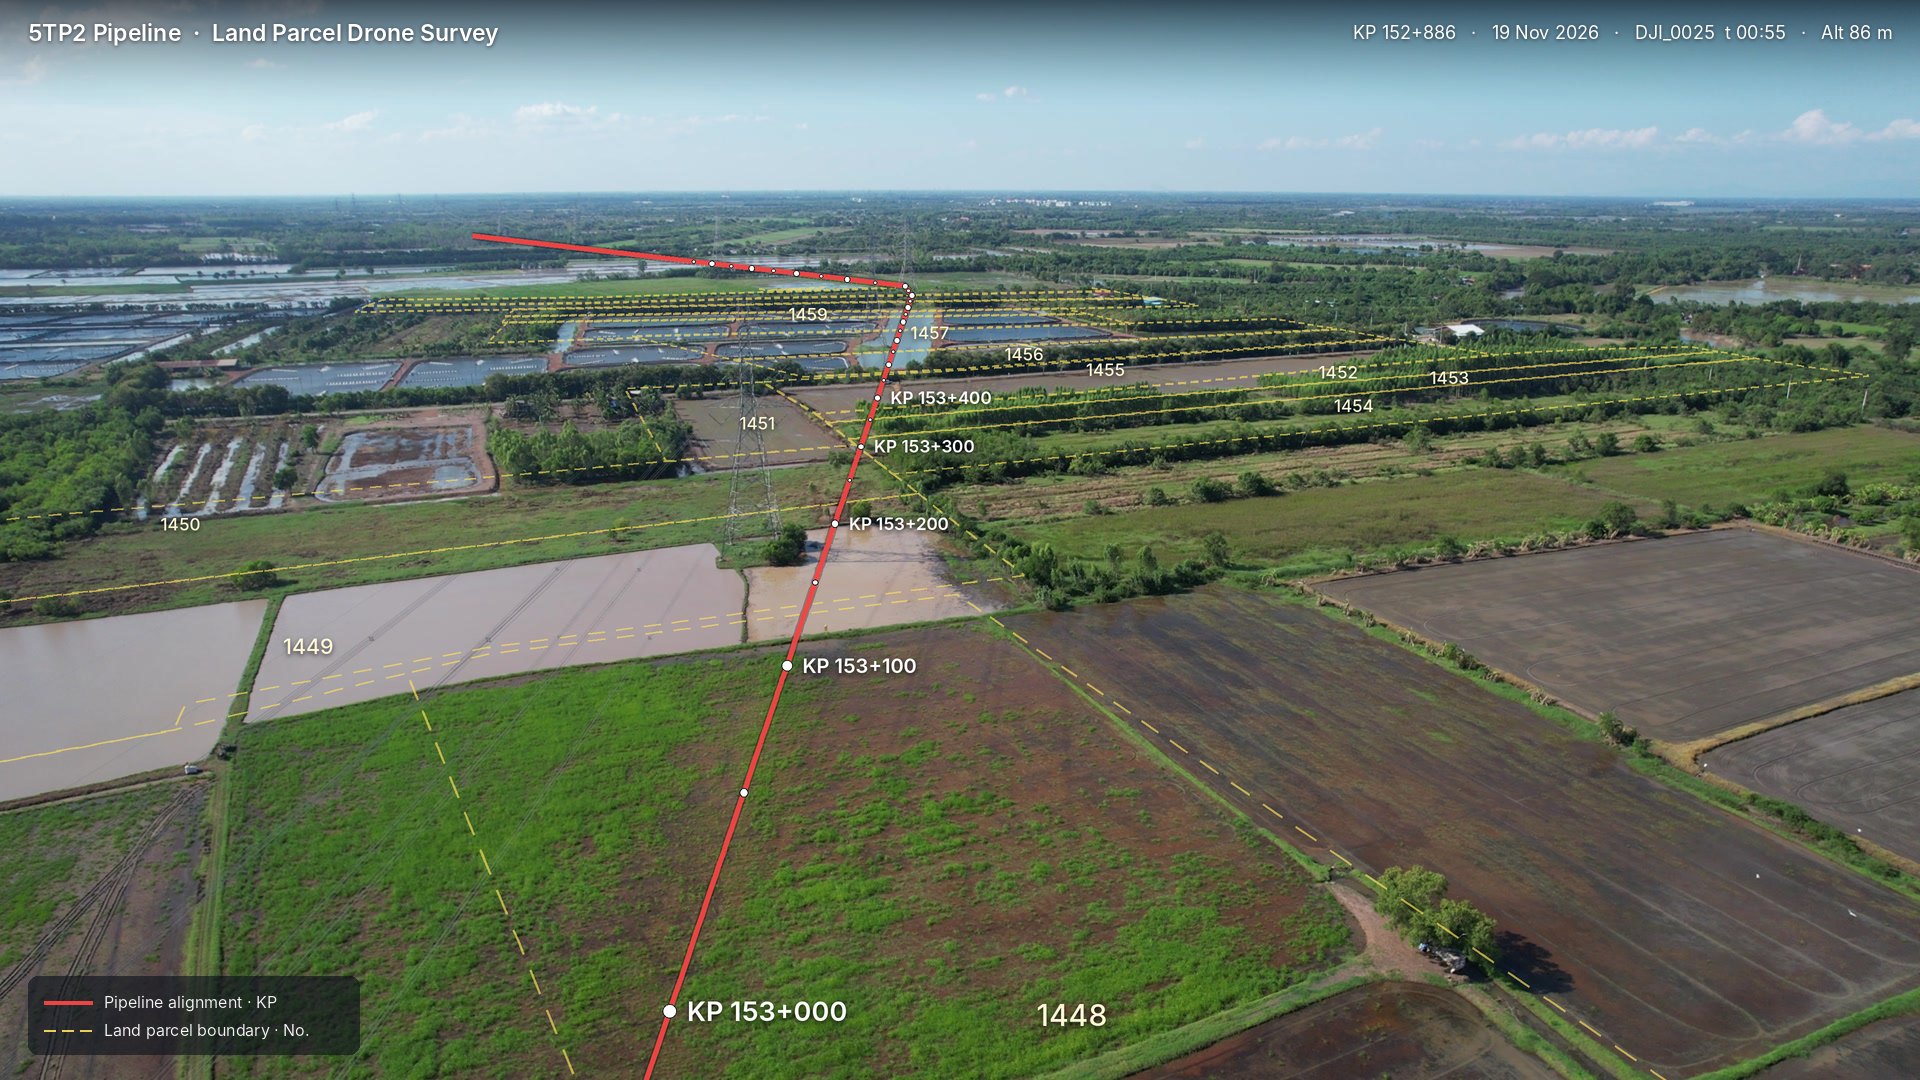 5TP2 Pipeline · Land Parcel Drone Survey
KP 152+886 · 19 Nov 2026 · DJI_0025 t 00:55 · Alt 86 m
1459
1457
1456
1455
1452
1453
KP 153+400
1454
1451
KP 153+300
1450
KP 153+200
1449
KP 153+100
KP 153+000
1448
Pipeline alignment · KP
Land parcel boundary · No.